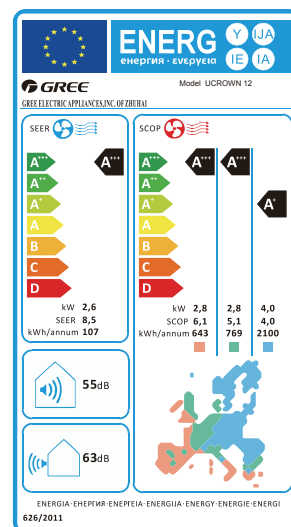 ENERG Y IJA
енергия · ενεργεια IE IA
GREE Model UCROWN 12
GREE ELECTRIC APPLIANCES,INC. OF ZHUHAI
SEER SCOP
A+++ A+++ A+++ A+++ A+++
A++ A++
A+ A+ A+
A A
B B
C C
D D
kW 2,6 kW 2,8 2,8 4,0
SEER 8,5 SCOP 6,1 5,1 4,0
kWh/annum 107 kWh/annum 643 769 2100
55dB
63dB
ENERGIA·ЕНЕРГИЯ·ΕΝΕΡΓΕΙΑ·ENERGIJA·ENERGY·ENERGIE·ENERGI
626/2011